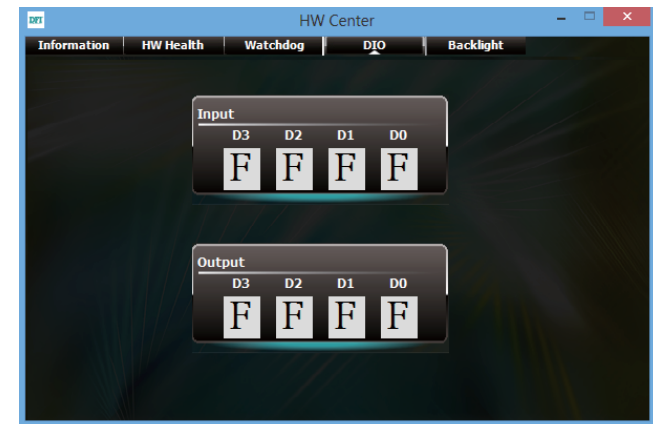 DFI
HW Center
Information HW Health Watchdog DIO Backlight
Input
D3 D2 D1 D0
F F F F
Output
D3 D2 D1 D0
F F F F